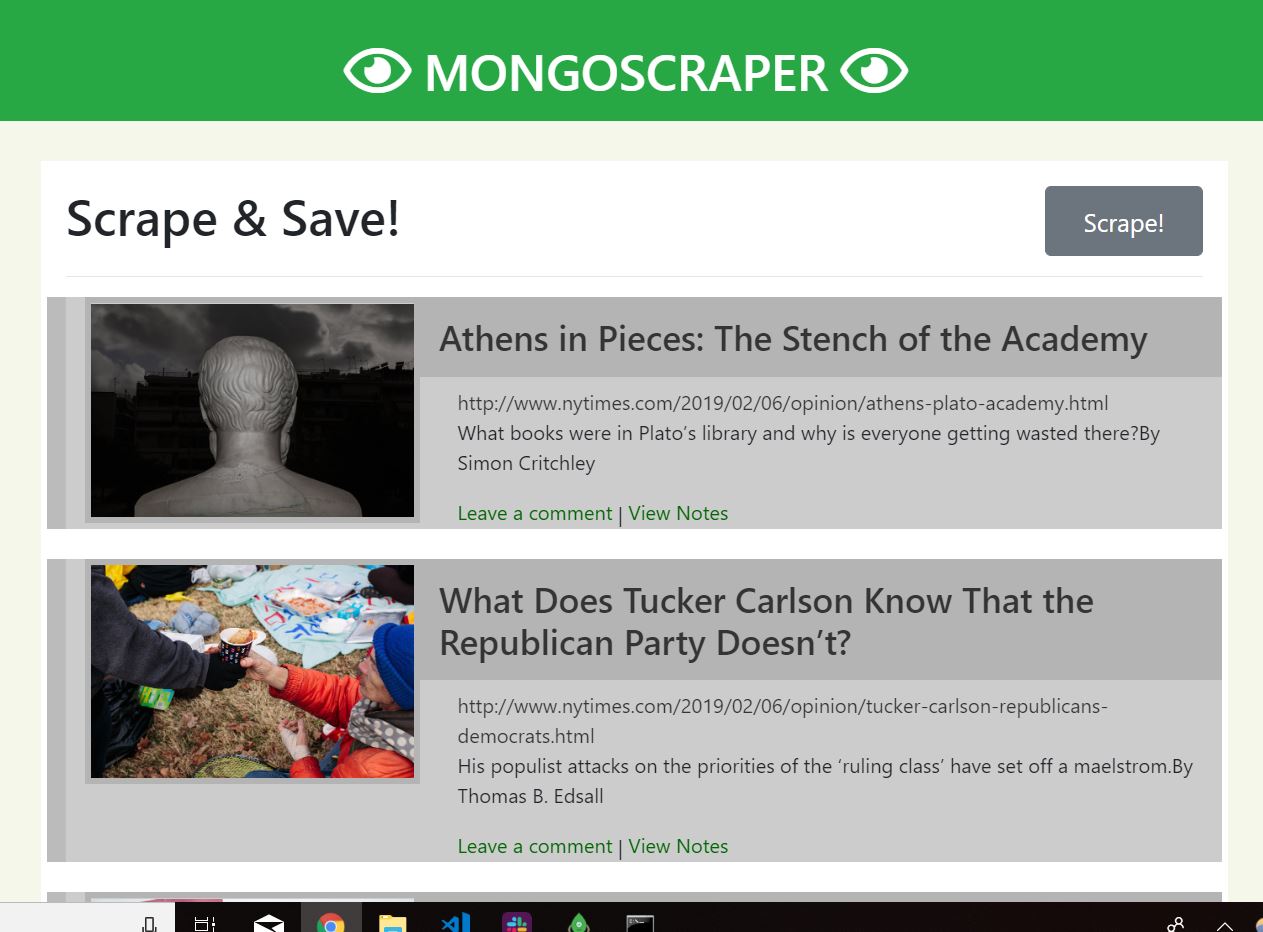 MONGOSCRAPER
Scrape & Save!
Scrape!
Athens in Pieces: The Stench of the Academy
http://www.nytimes.com/2019/02/06/opinion/athens-plato-academy.html
What books were in Plato’s library and why is everyone getting wasted there?By
Simon Critchley
Leave a comment | View Notes
What Does Tucker Carlson Know That the
Republican Party Doesn’t?
http://www.nytimes.com/2019/02/06/opinion/tucker-carlson-republicans-
democrats.html
His populist attacks on the priorities of the ‘ruling class’ have set off a maelstrom.By
Thomas B. Edsall
Leave a comment | View Notes